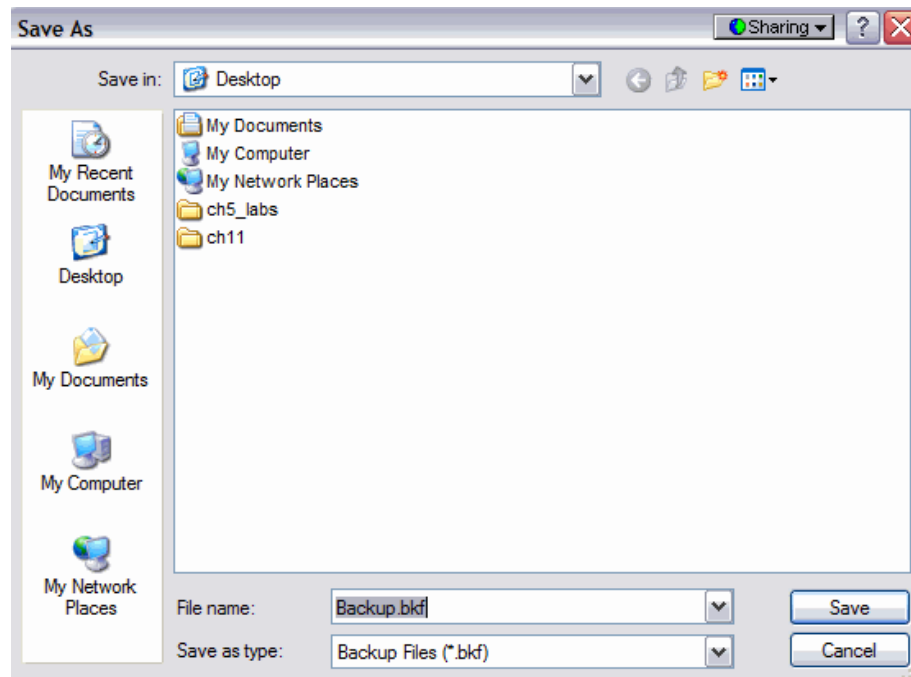 Save As
Sharing
?
Save in:
Desktop
My Recent
Documents
Desktop
My Documents
My Computer
My Network
Places
My Documents
My Computer
My Network Places
ch5_labs
ch11
File name:
Backup.bkf
Save
Save as type:
Backup Files (*.bkf)
Cancel